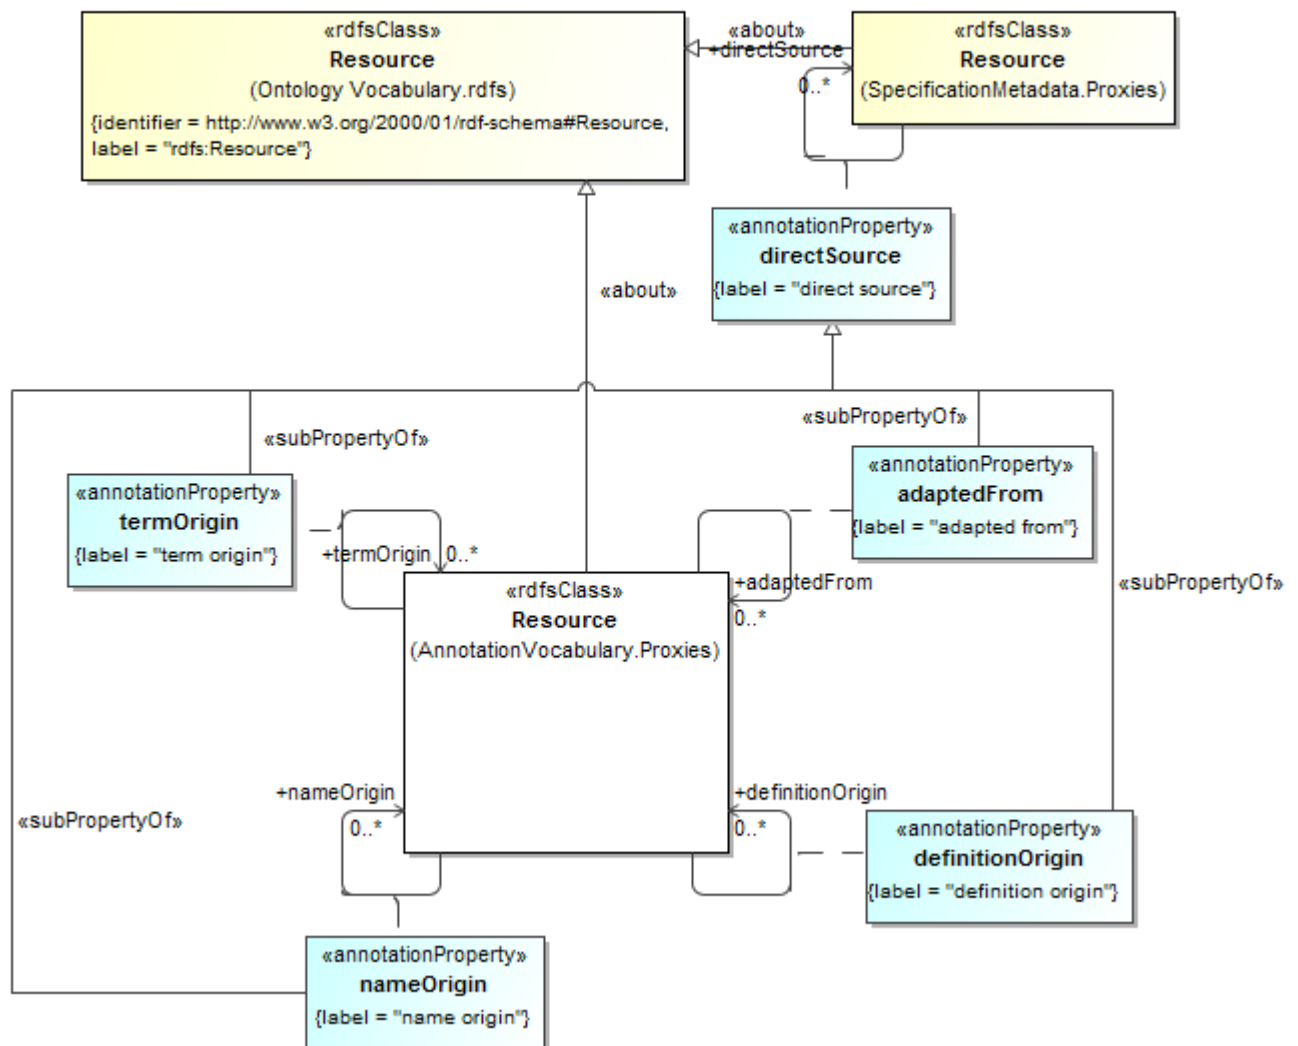 «rdfsClass»
Resource
(Ontology Vocabulary.rdfs)
{identifier = http://www.w3.org/2000/01/rdf-schema#Resource,
label = "rdfs:Resource"}
«about»
+directSource
0..*
«rdfsClass»
Resource
(SpecificationMetadata.Proxies)
«annotationProperty»
directSource
{label = "direct source"}
«about»
«subPropertyOf»
«subPropertyOf»
«annotationProperty»
termOrigin
{label = "term origin"}
+termOrigin
0..*
«annotationProperty»
adaptedFrom
{label = "adapted from"}
+adaptedFrom
0..*
«subPropertyOf»
«rdfsClass»
Resource
(AnnotationVocabulary.Proxies)
+nameOrigin
0..*
«subPropertyOf»
+definitionOrigin
0..*
«annotationProperty»
definitionOrigin
{label = "definition origin"}
«annotationProperty»
nameOrigin
{label = "name origin"}